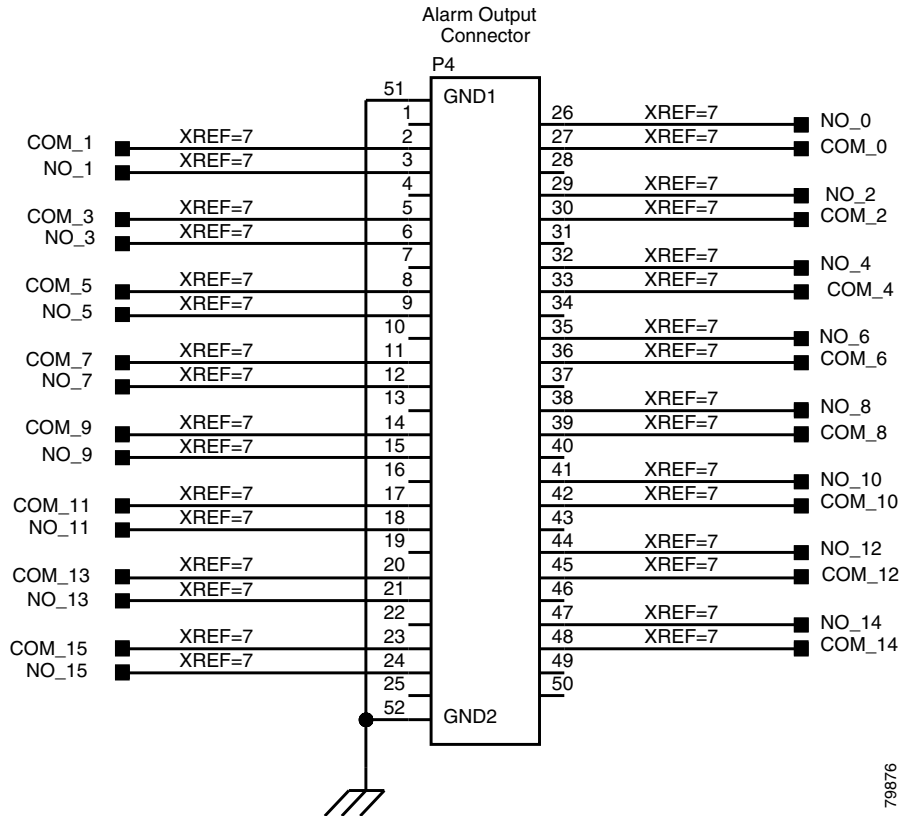 Alarm Output
Connector
P4
51 GND1
1 26 XREF=7 NO_0
COM_1 XREF=7 2 27 XREF=7 COM_0
NO_1 XREF=7 3 28
4 29 XREF=7 NO_2
COM_3 XREF=7 5 30 XREF=7 COM_2
NO_3 XREF=7 6 31
7 32 XREF=7 NO_4
COM_5 XREF=7 8 33 XREF=7 COM_4
NO_5 XREF=7 9 34
10 35 XREF=7 NO_6
COM_7 XREF=7 11 36 XREF=7 COM_6
NO_7 XREF=7 12 37
13 38 XREF=7 NO_8
COM_9 XREF=7 14 39 XREF=7 COM_8
NO_9 XREF=7 15 40
16 41 XREF=7 NO_10
COM_11 XREF=7 17 42 XREF=7 COM_10
NO_11 XREF=7 18 43
19 44 XREF=7 NO_12
COM_13 XREF=7 20 45 XREF=7 COM_12
NO_13 XREF=7 21 46
22 47 XREF=7 NO_14
COM_15 XREF=7 23 48 XREF=7 COM_14
NO_15 XREF=7 24 49
25 50
52 GND2
79876